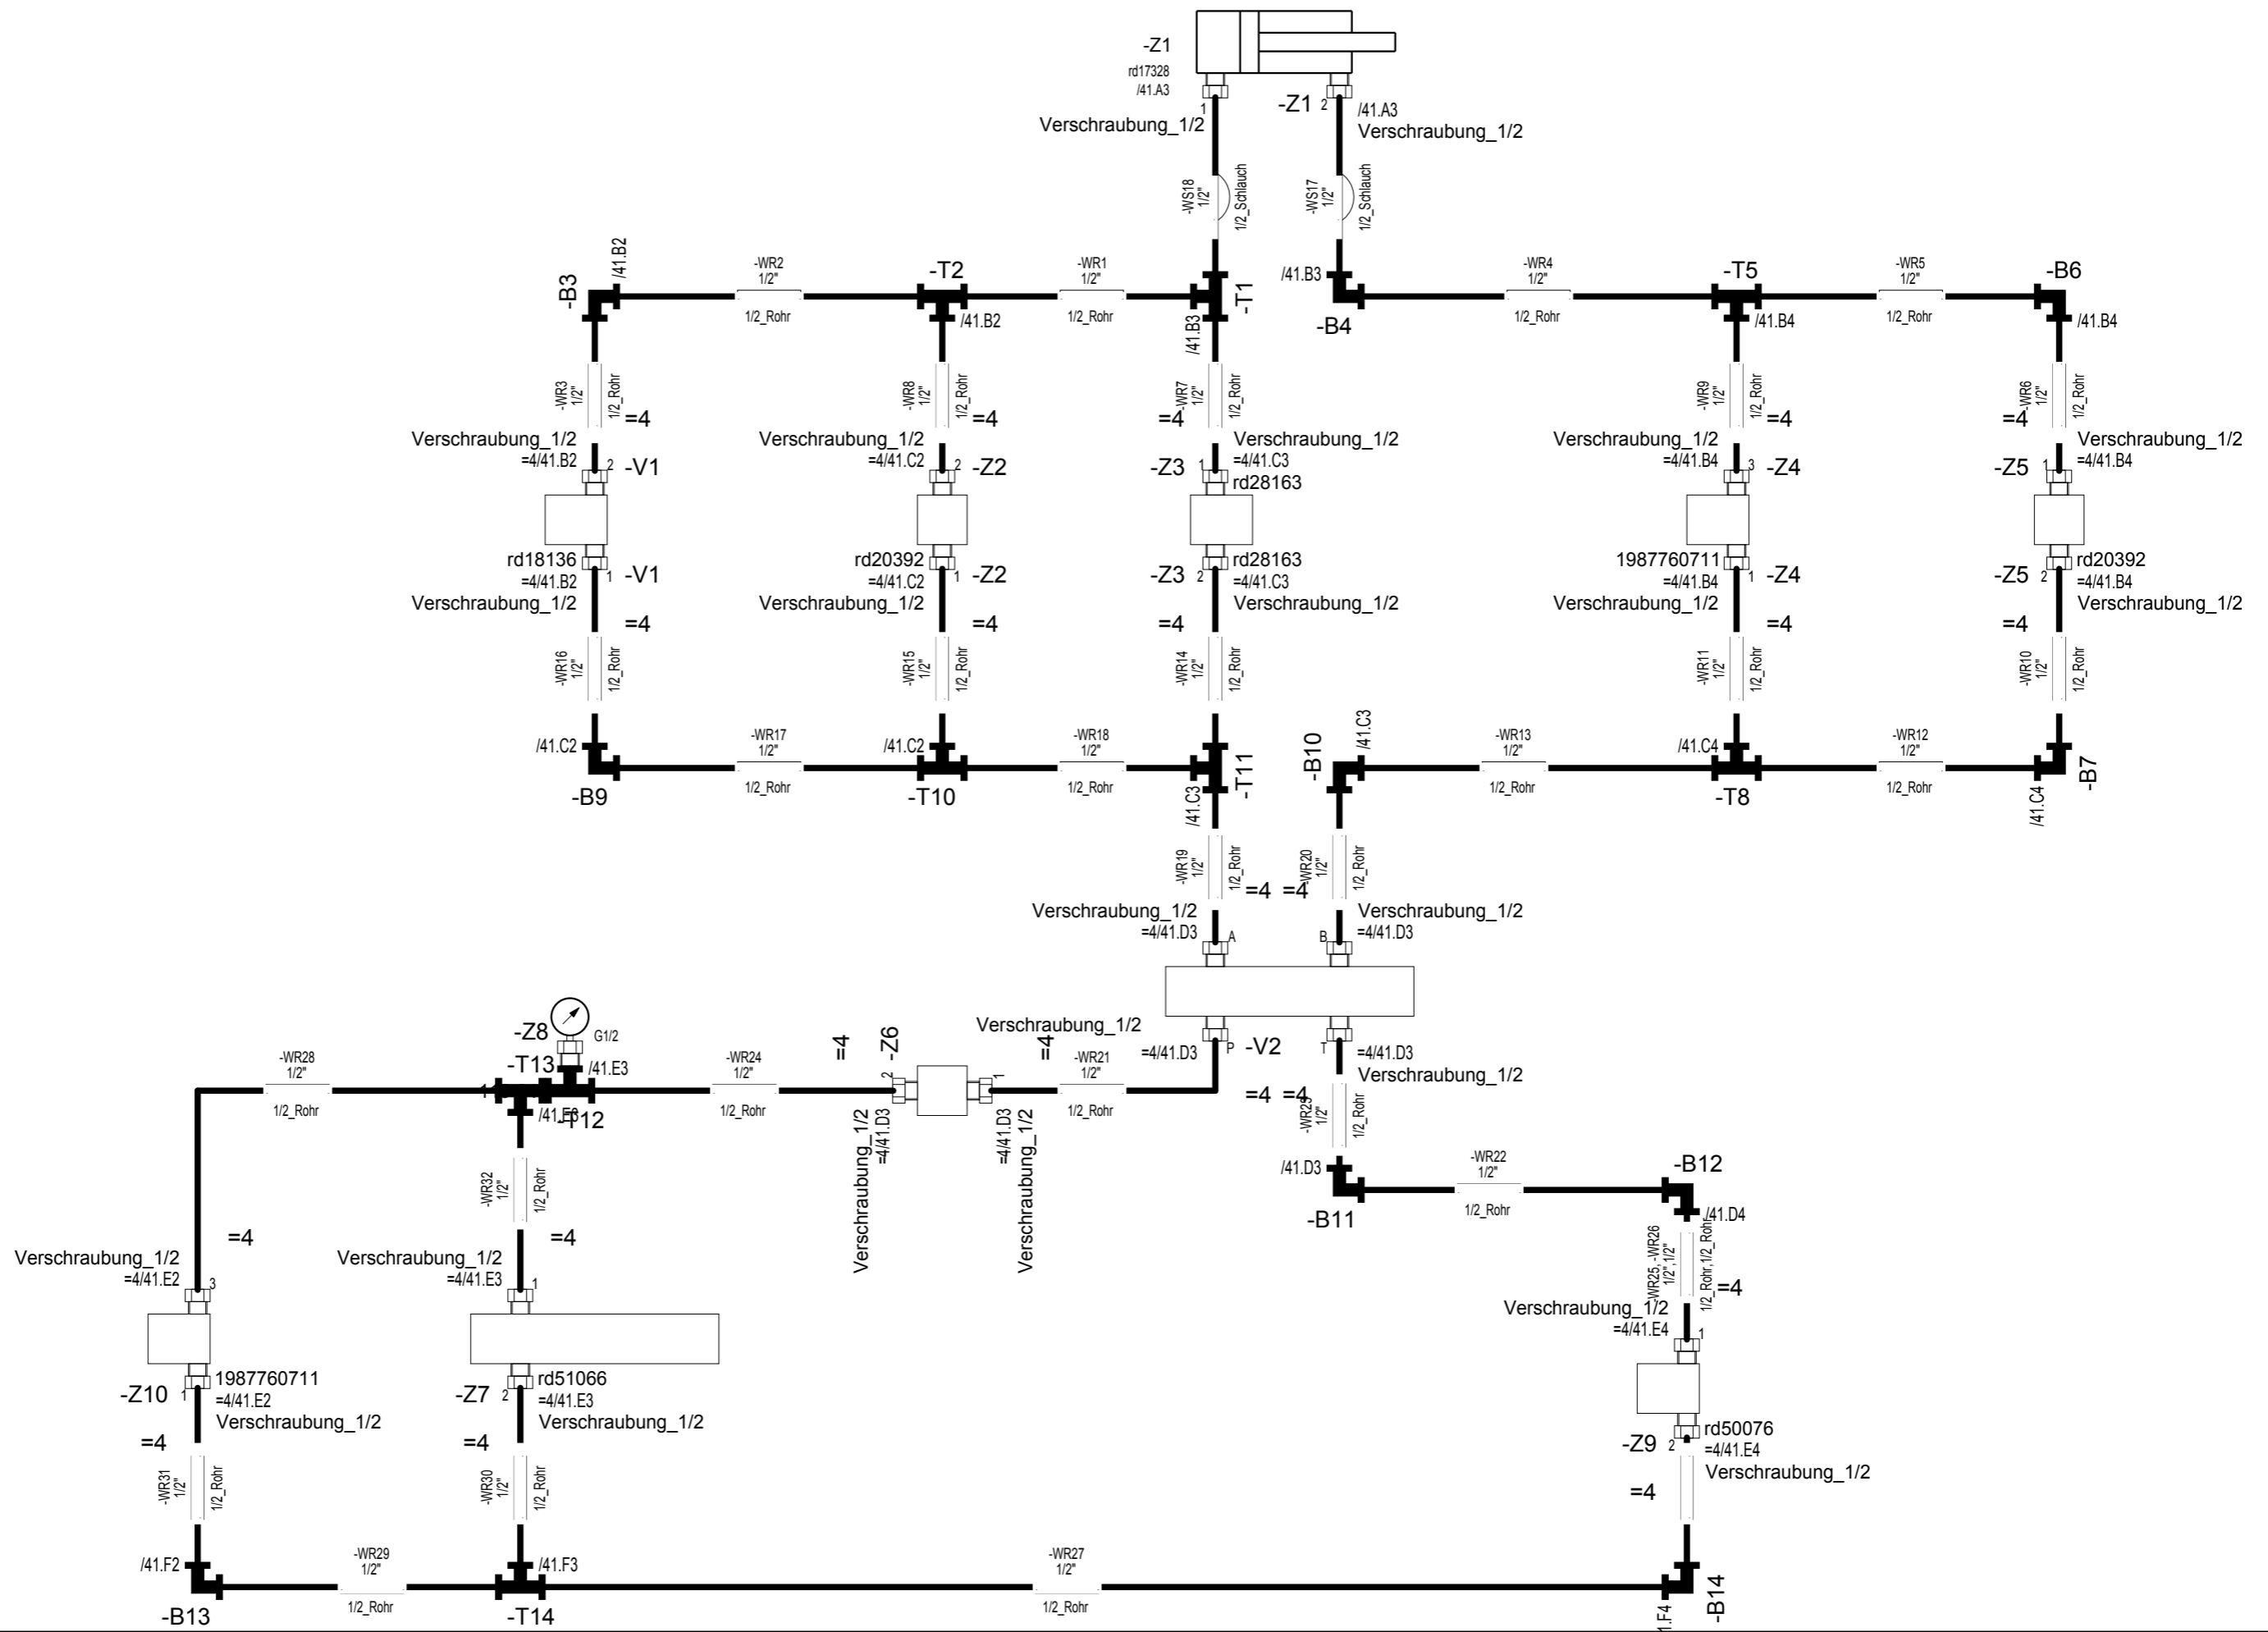 -Z1
rd17328
/41.A3
1
Verschraubung_1/2
-Z1
2
/41.A3
Verschraubung_1/2
-WS18
1/2"
1/2_Schlauch
-WS17
1/2"
1/2_Schlauch
-B3
/41.B2
-WR2
1/2"
1/2_Rohr
-T2
/41.B2
-WR1
1/2"
1/2_Rohr
-T1
/41.B3
/41.B3
-B4
-WR4
1/2"
1/2_Rohr
-T5
/41.B4
-WR5
1/2"
1/2_Rohr
-B6
/41.B4
-WR3
1/2"
1/2_Rohr
=4
-WR8
1/2"
1/2_Rohr
=4
=4
-WR7
1/2"
1/2_Rohr
-WR9
1/2"
1/2_Rohr
=4
=4
-WR6
1/2"
1/2_Rohr
Verschraubung_1/2
=4/41.B2
2
-V1
Verschraubung_1/2
=4/41.C2
2
-Z2
-Z3
1
Verschraubung_1/2
=4/41.C3
rd28163
Verschraubung_1/2
=4/41.B4
3
-Z4
-Z5
1
Verschraubung_1/2
=4/41.B4
rd18136
=4/41.B2
1
-V1
Verschraubung_1/2
=4
rd20392
=4/41.C2
1
-Z2
Verschraubung_1/2
=4
rd28163
-Z3
2
=4/41.C3
Verschraubung_1/2
=4
1987760711
=4/41.B4
1
-Z4
Verschraubung_1/2
=4
rd20392
-Z5
2
=4/41.B4
Verschraubung_1/2
=4
-WR16
1/2"
1/2_Rohr
-WR15
1/2"
1/2_Rohr
-WR14
1/2"
1/2_Rohr
-WR11
1/2"
1/2_Rohr
-WR10
1/2"
1/2_Rohr
/41.C2
-B9
-WR17
1/2"
1/2_Rohr
/41.C2
-T10
-WR18
1/2"
1/2_Rohr
-T11
/41.C3
-B10
/41.C3
-WR13
1/2"
1/2_Rohr
/41.C4
-T8
-WR12
1/2"
1/2_Rohr
-B7
/41.C4
-WR19
1/2"
1/2_Rohr
=4
=4
-WR20
1/2"
1/2_Rohr
Verschraubung_1/2
=4/41.D3
A
B
Verschraubung_1/2
=4/41.D3
-Z8
G1/2
-T13
/41.E3
-WR28
1/2"
1/2_Rohr
1
/41.E3
-T12
-WR24
1/2"
1/2_Rohr
=4
-Z6
2
1
Verschraubung_1/2
=4/41.D3
=4/41.D3
Verschraubung_1/2
Verschraubung_1/2
=4
-WR21
1/2"
1/2_Rohr
=4/41.D3
P
-V2
T
=4/41.D3
Verschraubung_1/2
=4
=4
1/2"
1/2_Rohr
/41.D3
-B11
-WR22
1/2"
1/2_Rohr
-B12
/41.D4
-WR32
1/2"
1/2_Rohr
=4
Verschraubung_1/2
=4/41.E2
3
=4
Verschraubung_1/2
=4/41.E3
1
-WR25,-WR26
1/2",1/2"
1/2_Rohr,1/2_Rohr
=4
Verschraubung_1/2
=4/41.E4
1
1987760711
-Z10
1
=4/41.E2
Verschraubung_1/2
=4
rd51066
-Z7
2
=4/41.E3
Verschraubung_1/2
=4
rd50076
-Z9
2
=4/41.E4
Verschraubung_1/2
=4
-WR31
1/2"
1/2_Rohr
-WR30
1/2"
1/2_Rohr
/41.F2
-B13
-WR29
1/2"
1/2_Rohr
/41.F3
-T14
-WR27
1/2"
1/2_Rohr
1.F4
-B14